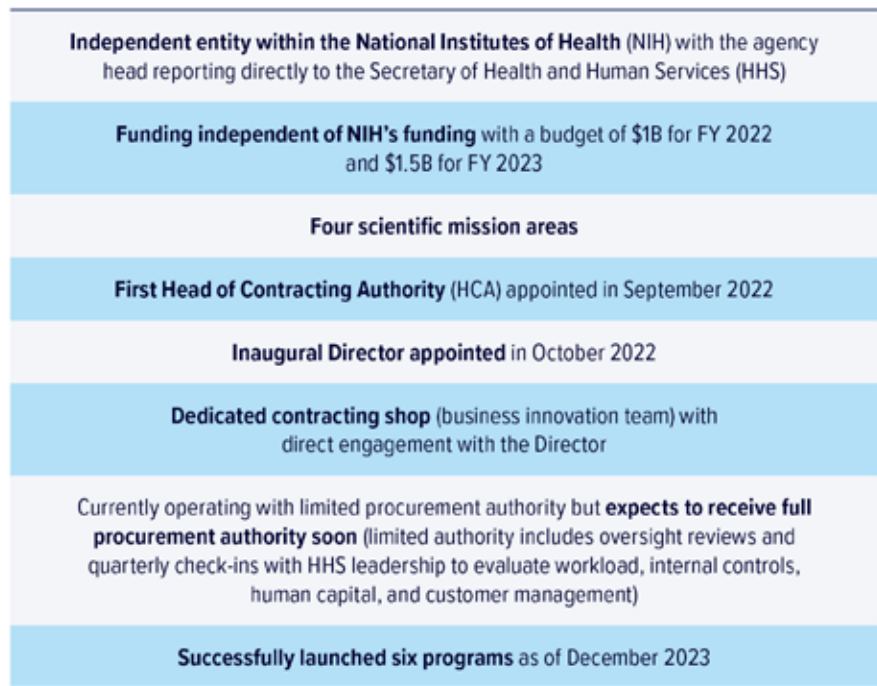 Independent entity within the National Institutes of Health (NIH) with the agency
head reporting directly to the Secretary of Health and Human Services (HHS)
Funding independent of NIH's funding with a budget of $1B for FY 2022
and $1.5B for FY 2023
Four scientific mission areas
First Head of Contracting Authority (HCA) appointed in September 2022
Inaugural Director appointed in October 2022
Dedicated contracting shop (business innovation team) with
direct engagement with the Director
Currently operating with limited procurement authority but expects to receive full
procurement authority soon (limited authority includes oversight reviews and
quarterly check-ins with HHS leadership to evaluate workload, internal controls,
human capital, and customer management)
Successfully launched six programs as of December 2023